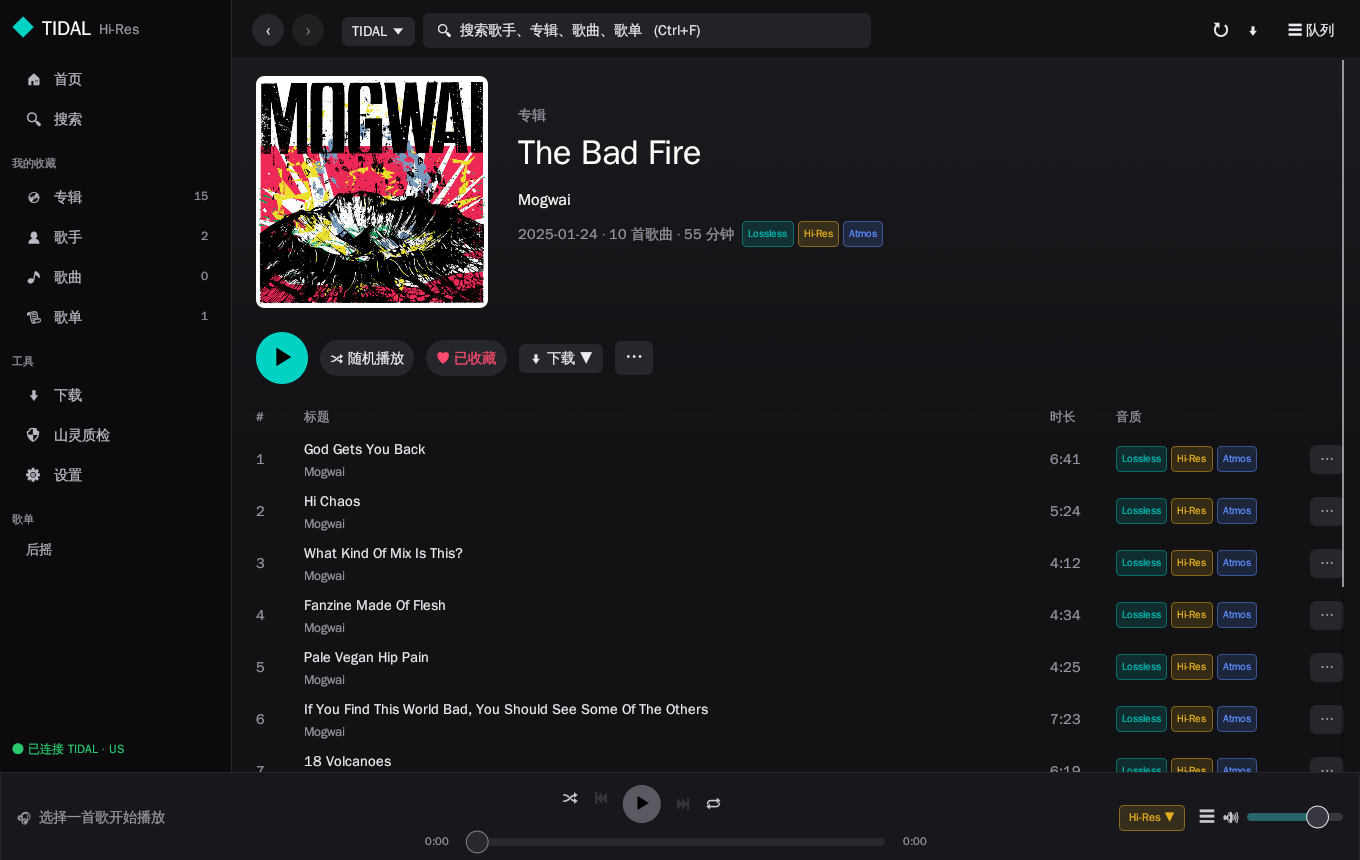 TIDAL Hi-Res
首页
搜索
我的收藏
专辑 15
歌手 2
歌曲 0
歌单 1
工具
下载
山灵质检
设置
歌单
后摇
已连接 TIDAL · US
‹ › TIDAL 搜索歌手、专辑、歌曲、歌单 (Ctrl+F) 队列
MOGWAI
专辑
The Bad Fire
Mogwai
2025-01-24 · 10 首歌曲 · 55 分钟 Lossless Hi-Res Atmos
随机播放 已收藏 下载 ▼ ···
# 标题 时长 音质
1 God Gets You Back 6:41 Lossless Hi-Res Atmos ···
Mogwai
2 Hi Chaos 5:24 Lossless Hi-Res Atmos ···
Mogwai
3 What Kind Of Mix Is This? 4:12 Lossless Hi-Res Atmos ···
Mogwai
4 Fanzine Made Of Flesh 4:34 Lossless Hi-Res Atmos ···
Mogwai
5 Pale Vegan Hip Pain 4:25 Lossless Hi-Res Atmos ···
Mogwai
6 If You Find This World Bad, You Should See Some Of The Others 7:23 Lossless Hi-Res Atmos ···
Mogwai
7 18 Volcanoes 6:19 Lossless Hi-Res Atmos ···
选择一首歌开始播放
0:00 0:00
Hi-Res ▼